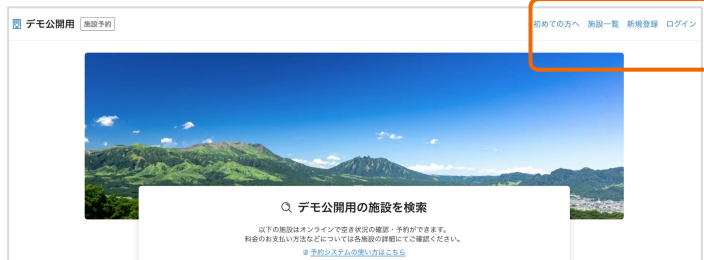 デモ公開用 施設予約
初めての方へ 施設一覧 新規登録 ログイン
デモ公開用の施設を検索
以下の施設はオンラインで空き状況の確認・予約ができます。
料金のお支払い方法などについては各施設の詳細にてご確認ください。
予約システムの使い方はこちら